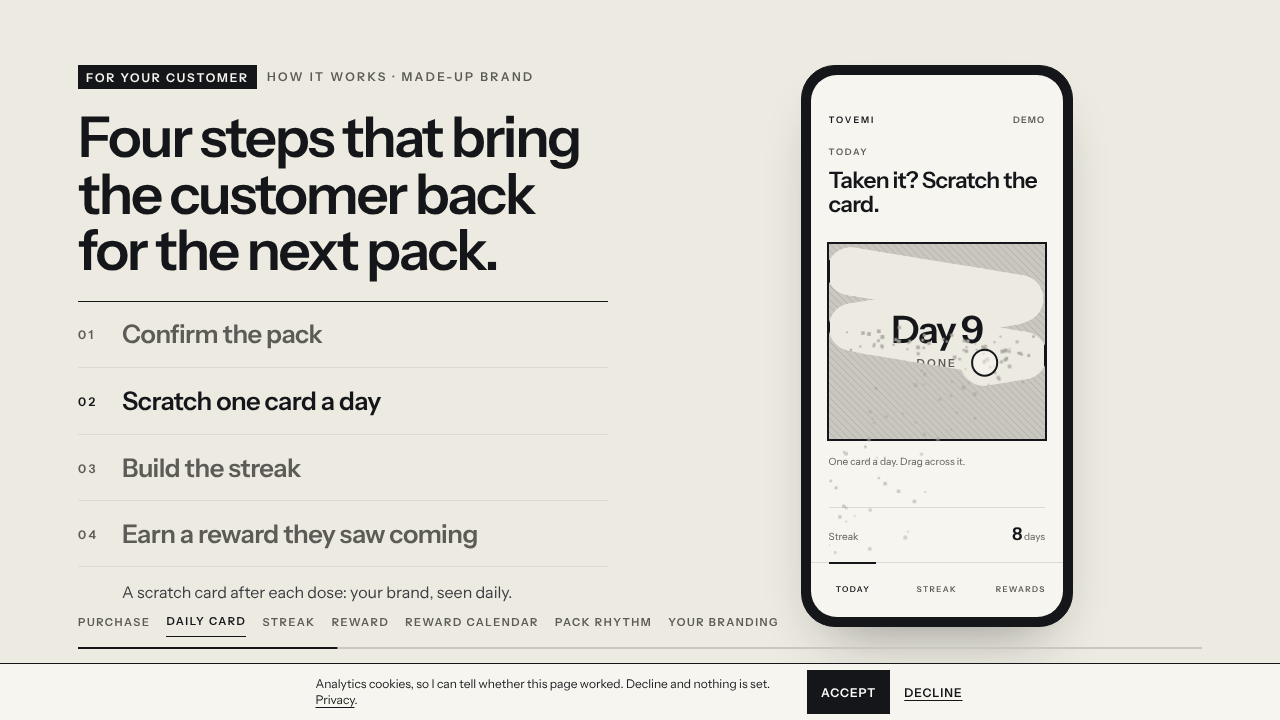 FOR YOUR CUSTOMER HOW IT WORKS · MADE-UP BRAND
Four steps that bring
the customer back
for the next pack.
01 Confirm the pack
02 Scratch one card a day
03 Build the streak
04 Earn a reward they saw coming
A scratch card after each dose: your brand, seen daily.
PURCHASE DAILY CARD STREAK REWARD REWARD CALENDAR PACK RHYTHM YOUR BRANDING
TOVEMI DEMO
TODAY
Taken it? Scratch the
card.
Day 9
DONE
One card a day. Drag across it.
Streak 8 days
TODAY STREAK REWARDS
Analytics cookies, so I can tell whether this page worked. Decline and nothing is set.
Privacy.
ACCEPT DECLINE